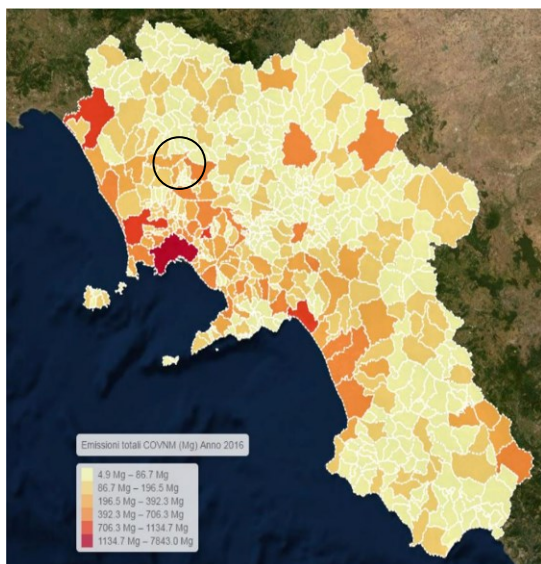 Emissioni totali COVNM (Mg) Anno 2016
4.9 Mg – 86.7 Mg
86.7 Mg – 196.5 Mg
196.5 Mg – 392.3 Mg
392.3 Mg – 706.3 Mg
706.3 Mg – 1134.7 Mg
1134.7 Mg – 7843.0 Mg